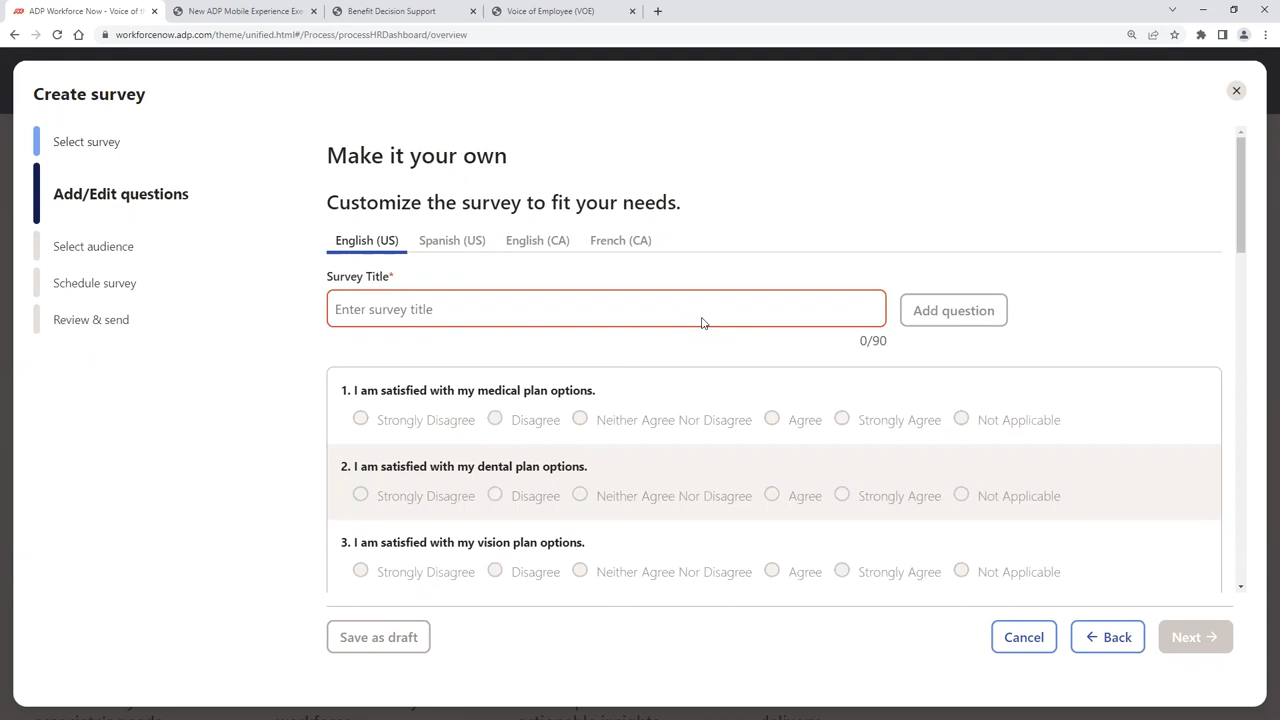 ADP Workforce Now - Voice of th
New ADP Mobile Experience Exe
Benefit Decision Support
Voice of Employee (VOE)
workforcenow.adp.com/theme/unified.html#/Process/processHRDashboard/overview
Create survey
Select survey
Add/Edit questions
Select audience
Schedule survey
Review & send
Make it your own
Customize the survey to fit your needs.
English (US) Spanish (US) English (CA) French (CA)
Survey Title*
Enter survey title
Add question
0/90
1. I am satisfied with my medical plan options.
Strongly Disagree Disagree Neither Agree Nor Disagree Agree Strongly Agree Not Applicable
2. I am satisfied with my dental plan options.
Strongly Disagree Disagree Neither Agree Nor Disagree Agree Strongly Agree Not Applicable
3. I am satisfied with my vision plan options.
Strongly Disagree Disagree Neither Agree Nor Disagree Agree Strongly Agree Not Applicable
Save as draft
Cancel
← Back
Next →